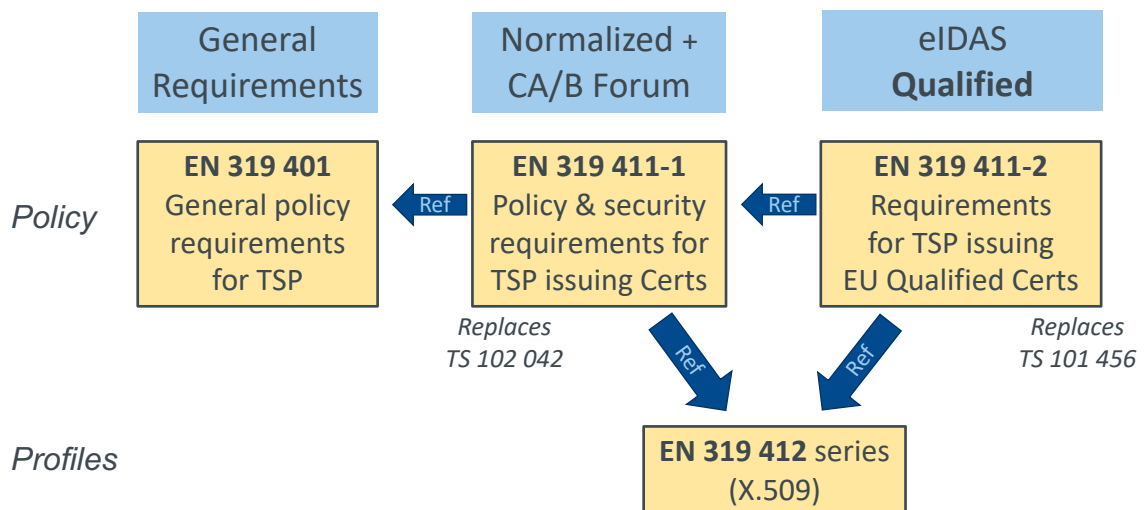 General
Requirements
Normalized +
CA/B Forum
eIDAS
Qualified
Policy
EN 319 401
General policy
requirements
for TSP
Ref
EN 319 411-1
Policy & security
requirements for
TSP issuing Certs
Ref
EN 319 411-2
Requirements
for TSP issuing
EU Qualified Certs
Replaces
TS 102 042
Ref
Ref
Replaces
TS 101 456
Profiles
EN 319 412 series
(X.509)